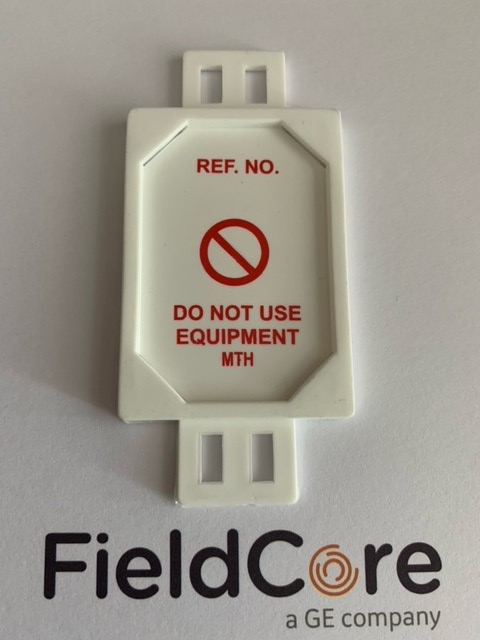 REF. NO.
DO NOT USE
EQUIPMENT
MTH
FieldCore
a GE company